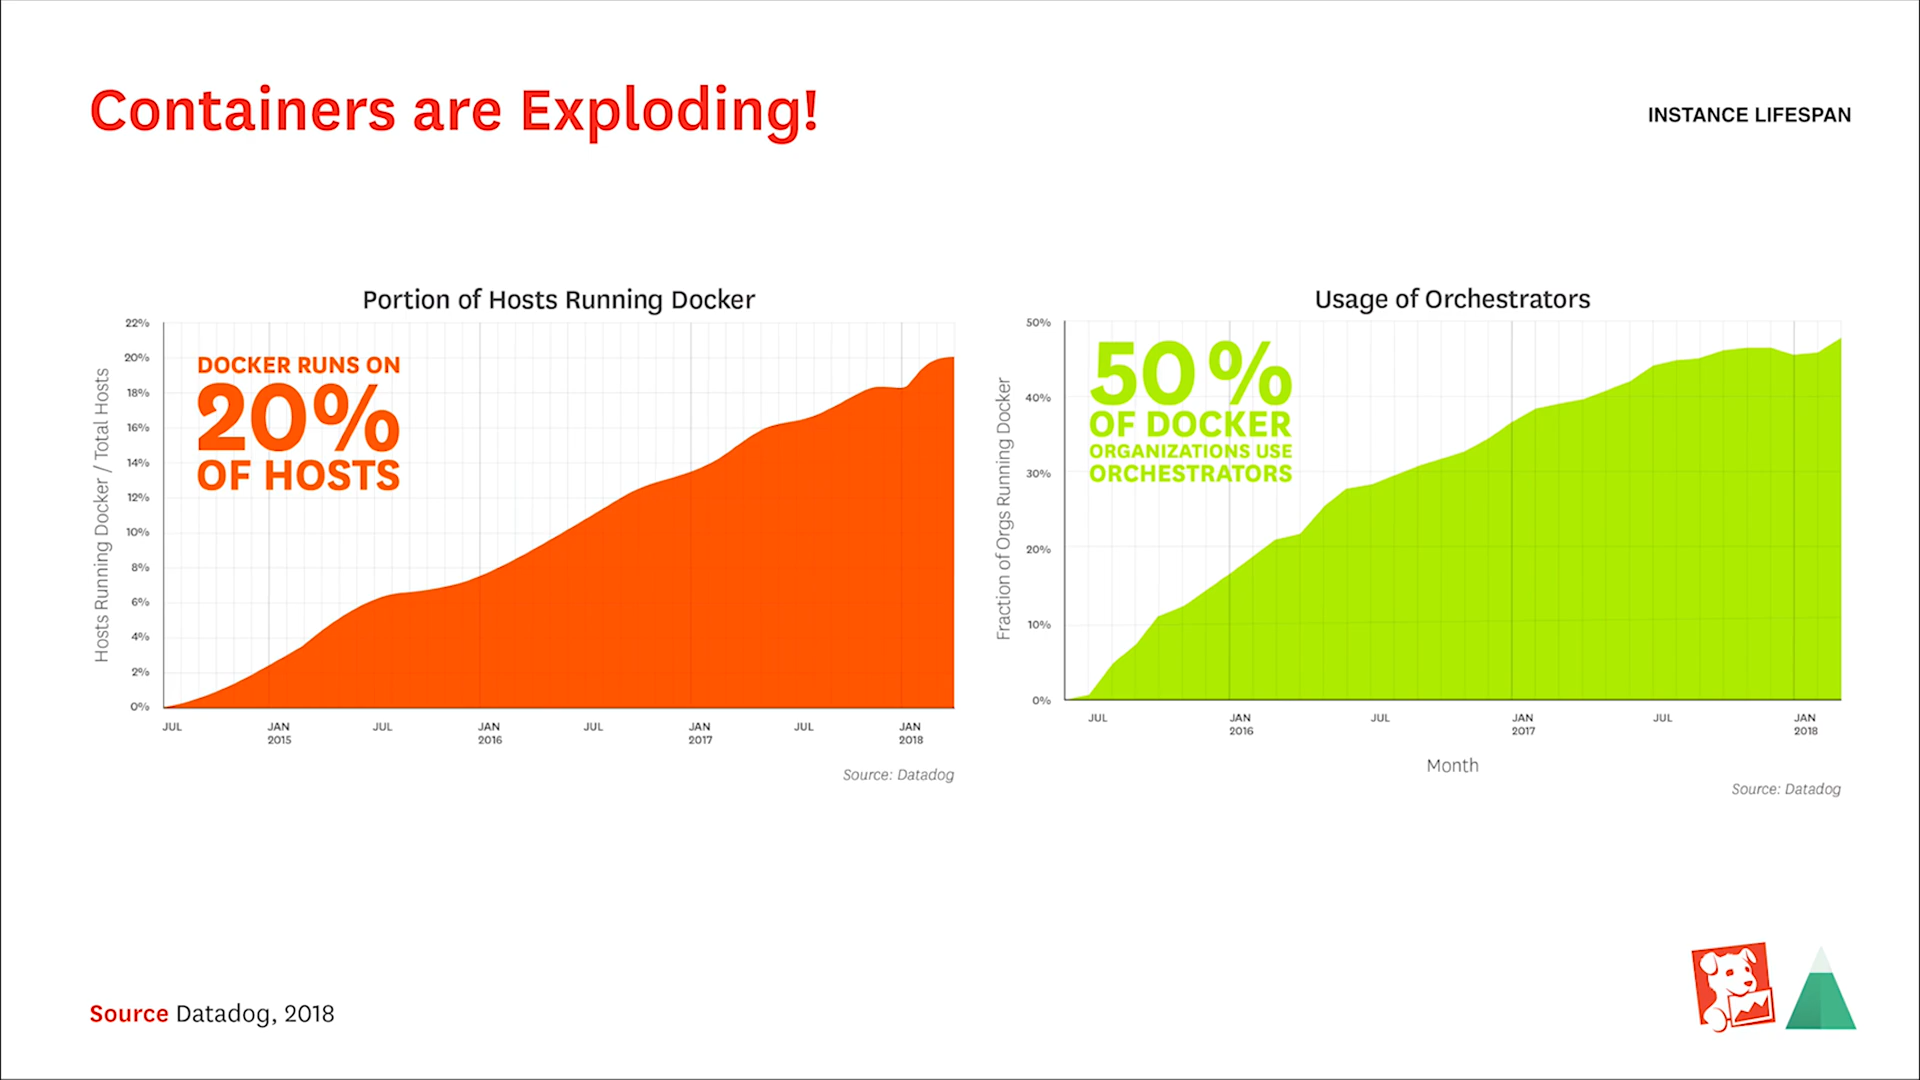 Containers are Exploding!
INSTANCE LIFESPAN
Portion of Hosts Running Docker
Hosts Running Docker / Total Hosts
22%
20%
18%
16%
14%
12%
10%
8%
6%
4%
2%
0%
DOCKER RUNS ON
20%
OF HOSTS
JUL
JAN
2015
JUL
JAN
2016
JUL
JAN
2017
JUL
JAN
2018
Source: Datadog
Usage of Orchestrators
Fraction of Orgs Running Docker
50%
40%
30%
20%
10%
0%
50%
OF DOCKER
ORGANIZATIONS USE
ORCHESTRATORS
JUL
JAN
2016
JUL
JAN
2017
JUL
JAN
2018
Month
Source: Datadog
Source Datadog, 2018